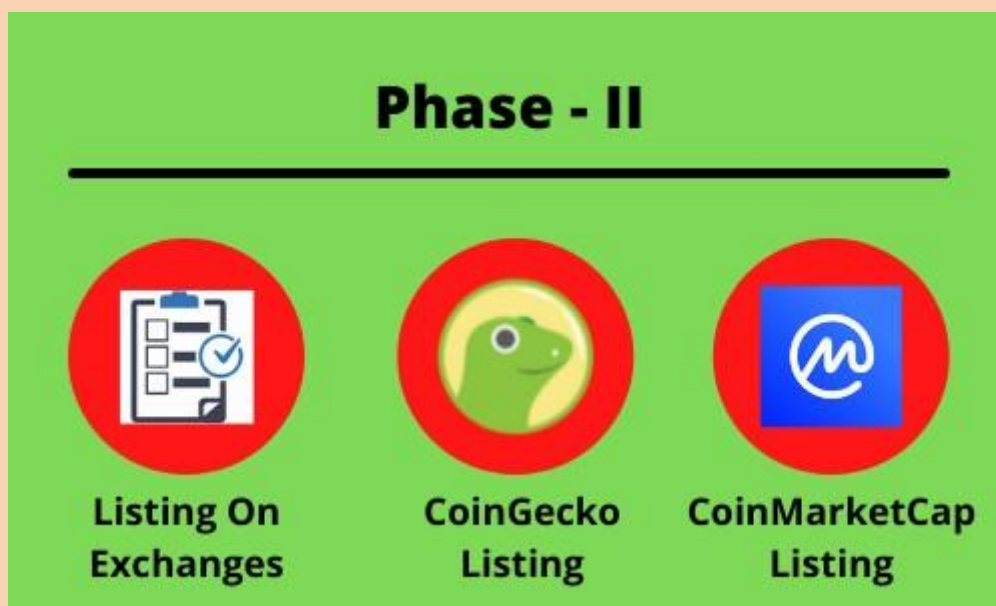 Phase - II
Listing On
Exchanges
CoinGecko
Listing
CoinMarketCap
Listing